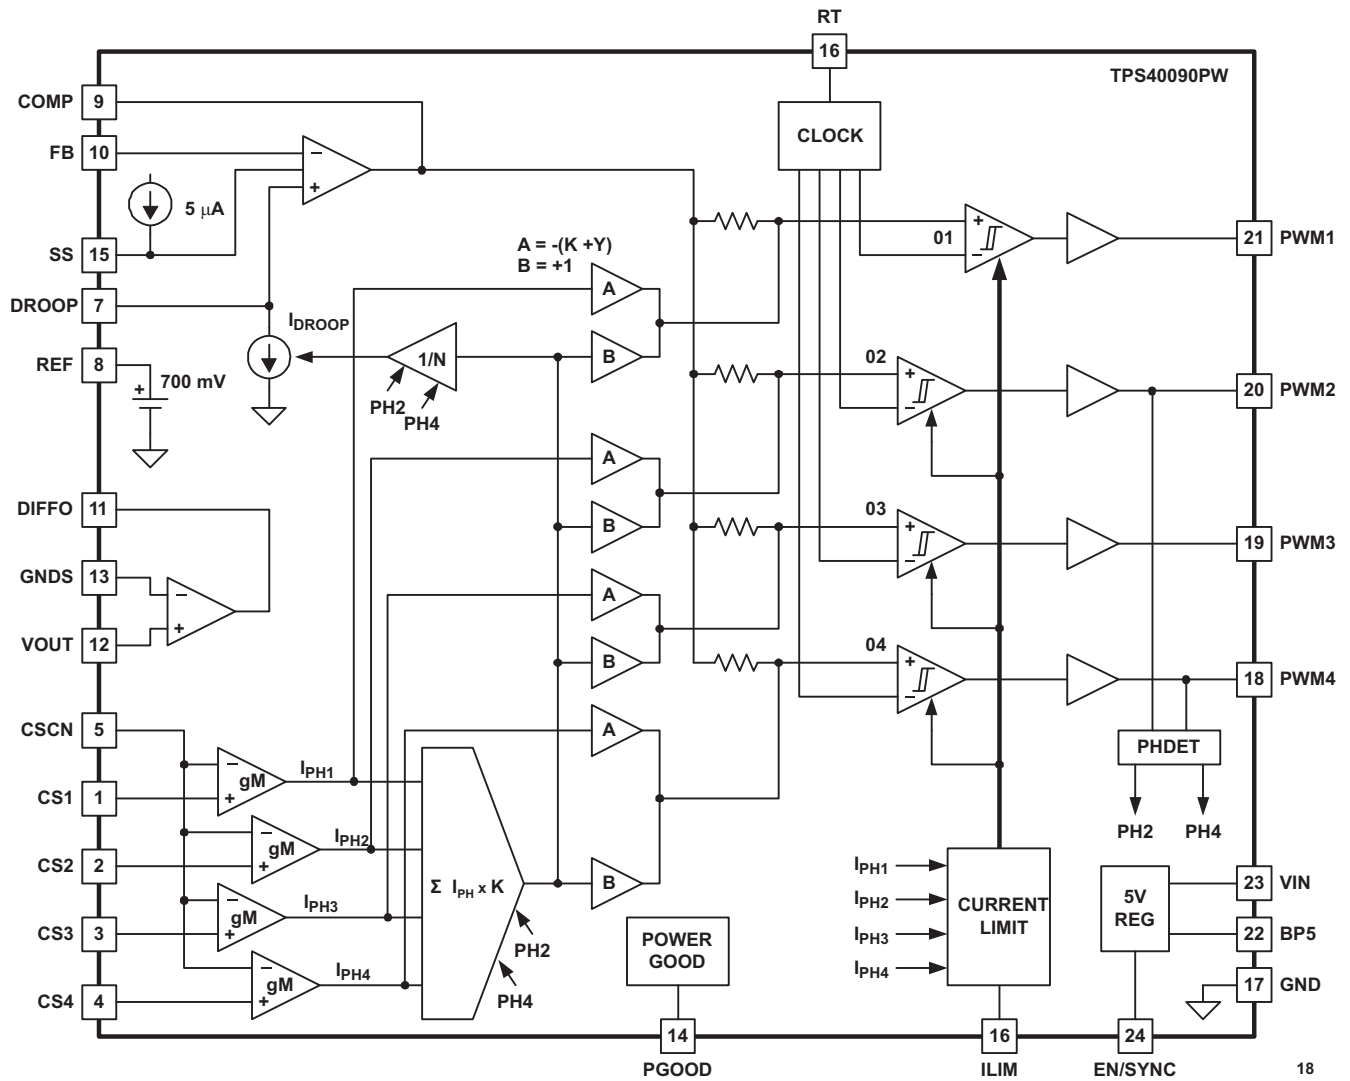 RT
16
TPS40090PW
COMP 9
CLOCK
FB 10
− +
5 μA
SS 15
A = -(K +Y)
B = +1
01
+ −
21 PWM1
DROOP 7
A
IDROOP
1/N
B
REF 8
+
700 mV
PH2
PH4
02
+ −
20 PWM2
A
DIFFO 11
B
03
+ −
19 PWM3
GNDS 13
−
A
VOUT 12
+
B
04
+ −
18 PWM4
CSCN 5
A
PHDET
− gM +
IPH1
CS1 1
PH2 PH4
− gM +
IPH2
CS2 2
Σ IPH x K
B
IPH1
IPH2
IPH3
IPH4
CURRENT
LIMIT
5V
REG
23 VIN
22 BP5
17 GND
− gM +
IPH3
CS3 3
PH2
PH4
POWER
GOOD
− gM +
IPH4
CS4 4
14
PGOOD
16
ILIM
24
EN/SYNC
18